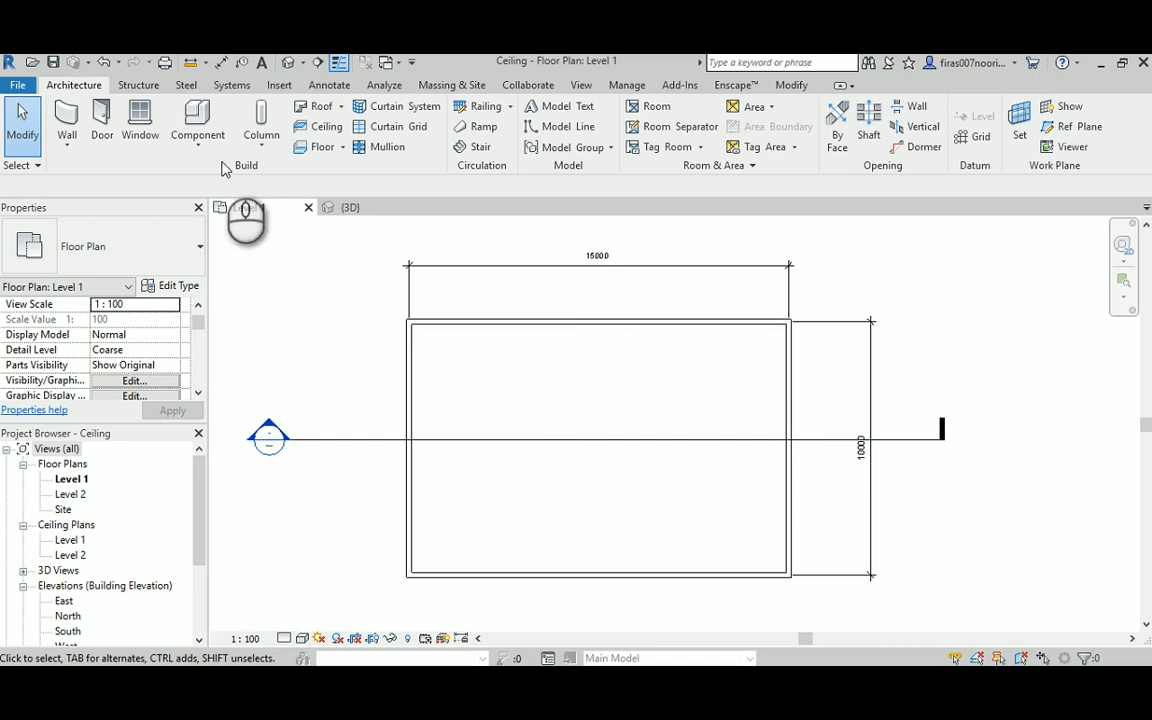 Ceiling - Floor Plan: Level 1
Type a keyword or phrase
firas007noori...
File
Architecture
Structure
Steel
Systems
Insert
Annotate
Analyze
Massing & Site
Collaborate
View
Manage
Add-Ins
Enscape™
Modify
Modify
Wall
Door
Window
Component
Column
Roof
Ceiling
Floor
Curtain System
Curtain Grid
Mullion
Railing
Ramp
Stair
Model Text
Model Line
Model Group
Room
Room Separator
Tag Room
Area
Area Boundary
Tag Area
By
Face
Shaft
Wall
Vertical
Dormer
Level
Grid
Set
Show
Ref Plane
Viewer
Select
Build
Circulation
Model
Room & Area
Opening
Datum
Work Plane
Properties
{3D}
Floor Plan
Floor Plan: Level 1
Edit Type
View Scale
1 : 100
Scale Value 1:
100
Display Model
Normal
Detail Level
Coarse
Parts Visibility
Show Original
Visibility/Graphi...
Edit...
Graphic Display ...
Edit...
Properties help
Apply
Project Browser - Ceiling
Views (all)
Floor Plans
Level 1
Level 2
Site
Ceiling Plans
Level 1
Level 2
3D Views
Elevations (Building Elevation)
East
North
South
15000
10000
1 : 100
Click to select, TAB for alternates, CTRL adds, SHIFT unselects.
:0
Main Model
:0